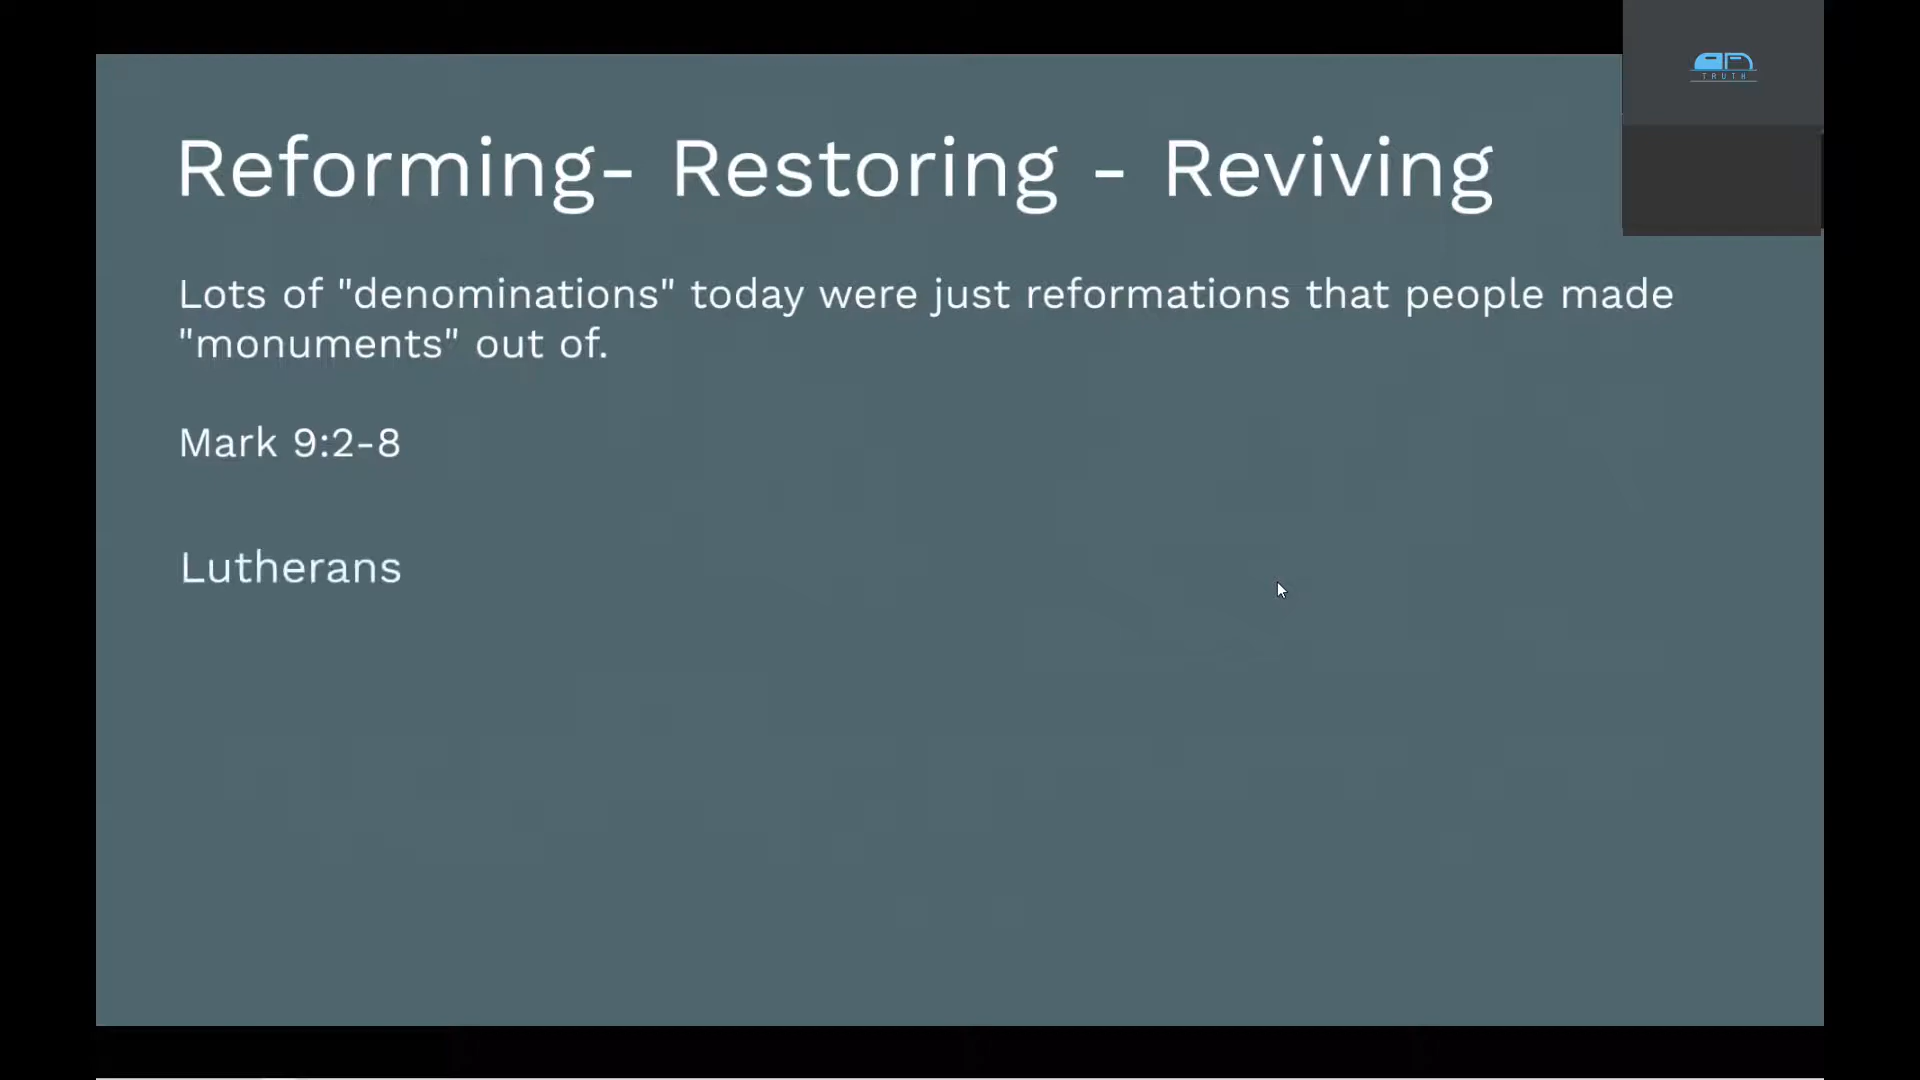 TRUTH
Reforming- Restoring - Reviving
Lots of "denominations" today were just reformations that people made
"monuments" out of.
Mark 9:2-8
Lutherans